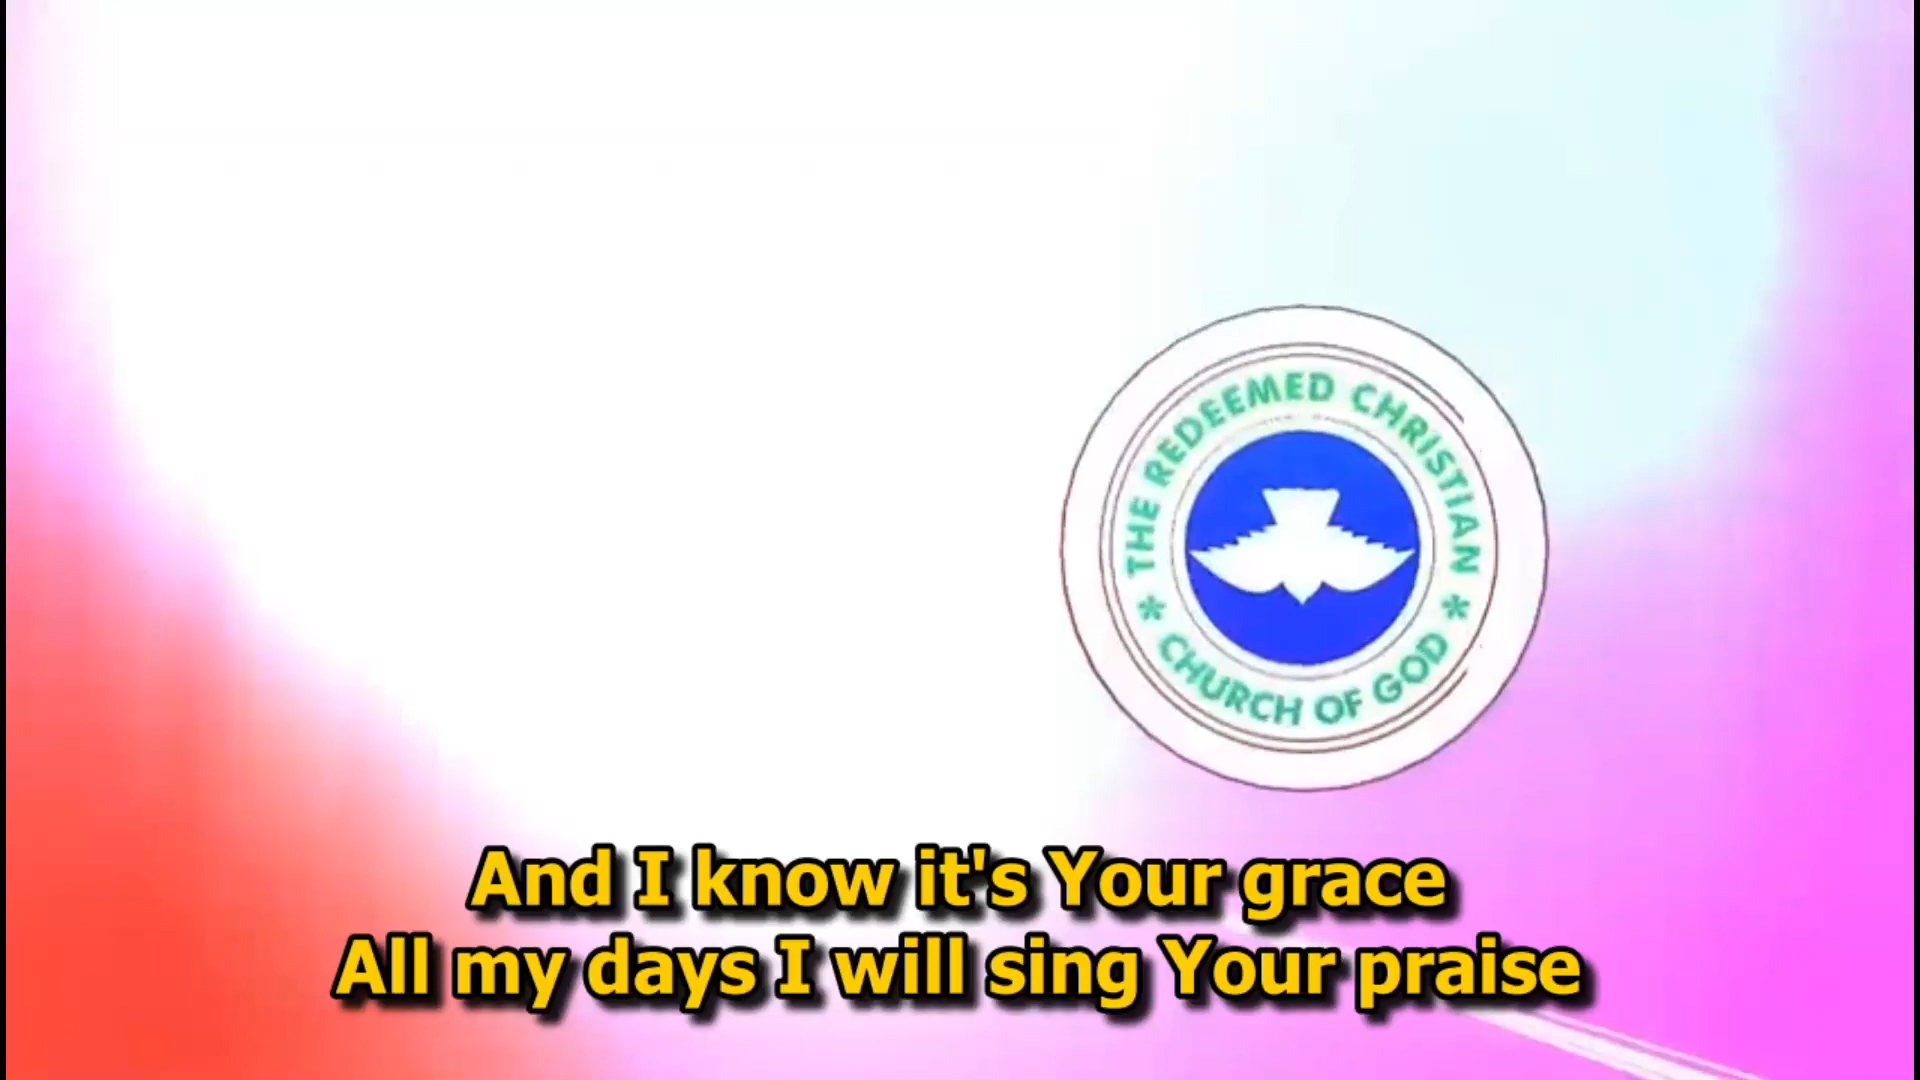 THE REDEEMED CHRISTIAN
* CHURCH OF GOD *
And I know it's Your grace
All my days I will sing Your praise